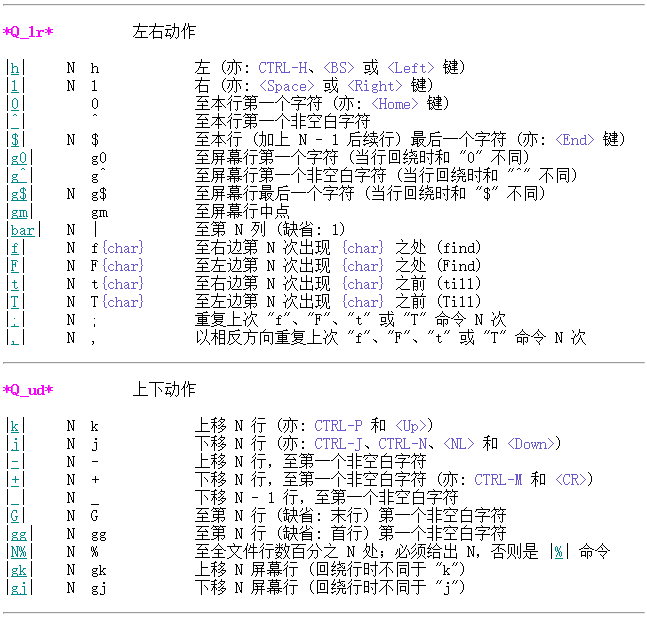 *Q_lr* 左右动作
|h| N h 左 (亦: CTRL-H、<BS> 或 <Left> 键)
|l| N l 右 (亦: <Space> 或 <Right> 键)
|0| 0 至本行第一个字符 (亦: <Home> 键)
|^| ^ 至本行第一个非空白字符
|$| N $ 至本行 (加上 N - 1 后续行) 最后一个字符 (亦: <End> 键)
|g0| g0 至屏幕行第一个字符 (当行回绕时和 "0" 不同)
|g^| g^ 至屏幕行第一个非空白字符 (当行回绕时和 "^" 不同)
|g$| N g$ 至屏幕行最后一个字符 (当行回绕时和 "$" 不同)
|gm| gm 至屏幕行中点
|bar| N | 至第 N 列 (缺省: 1)
|f| N f{char} 至右边第 N 次出现 {char} 之处 (find)
|F| N F{char} 至左边第 N 次出现 {char} 之处 (Find)
|t| N t{char} 至右边第 N 次出现 {char} 之前 (till)
|T| N T{char} 至左边第 N 次出现 {char} 之前 (Till)
|;| N ; 重复上次 "f"、"F"、"t" 或 "T" 命令 N 次
|,| N , 以相反方向重复上次 "f"、"F"、"t" 或 "T" 命令 N 次
*Q_ud* 上下动作
|k| N k 上移 N 行 (亦: CTRL-P 和 <Up>)
|j| N j 下移 N 行 (亦: CTRL-J、CTRL-N、<NL> 和 <Down>)
|-| N - 上移 N 行，至第一个非空白字符
|+| N + 下移 N 行，至第一个非空白字符 (亦: CTRL-M 和 <CR>)
|_| N _ 下移 N - 1 行，至第一个非空白字符
|G| N G 至第 N 行 (缺省: 末行) 第一个非空白字符
|gg| N gg 至第 N 行 (缺省: 首行) 第一个非空白字符
|N%| N % 至全文件行数百分之 N 处；必须给出 N，否则是 |%| 命令
|gk| N gk 上移 N 屏幕行 (回绕行时不同于 "k")
|gj| N gj 下移 N 屏幕行 (回绕行时不同于 "j")